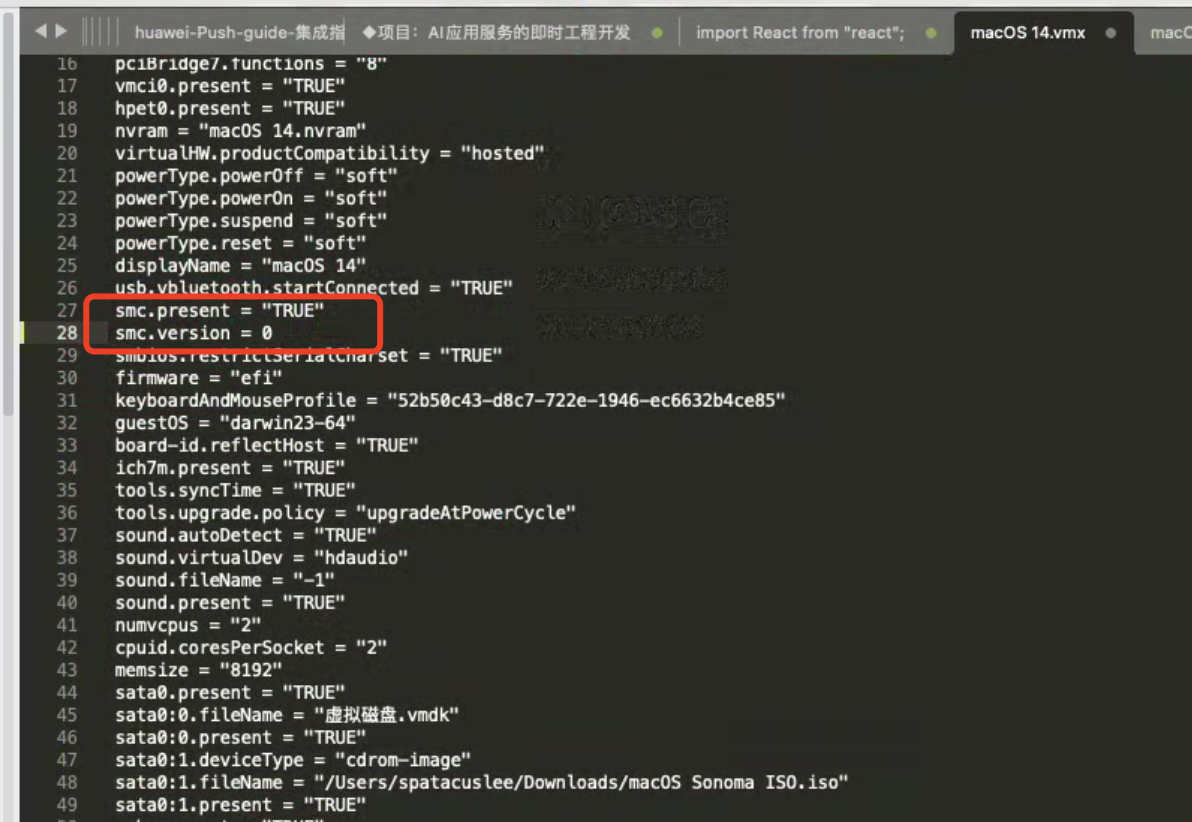 huawei-Push-guide-集成指
◆项目：AI应用服务的即时工程开发
import React from "react";
macOS 14.vmx
macO
16 pciBridge7.functions = "8"
17 vmci0.present = "TRUE"
18 hpet0.present = "TRUE"
19 nvram = "macOS 14.nvram"
20 virtualHW.productCompatibility = "hosted"
21 powerType.powerOff = "soft"
22 powerType.powerOn = "soft"
23 powerType.suspend = "soft"
24 powerType.reset = "soft"
25 displayName = "macOS 14"
26 usb.vbluetooth.startConnected = "TRUE"
27 smc.present = "TRUE"
28 smc.version = 0
29 smbios.restrictSerialCharset = "TRUE"
30 firmware = "efi"
31 keyboardAndMouseProfile = "52b50c43-d8c7-722e-1946-ec6632b4ce85"
32 guestOS = "darwin23-64"
33 board-id.reflectHost = "TRUE"
34 ich7m.present = "TRUE"
35 tools.syncTime = "TRUE"
36 tools.upgrade.policy = "upgradeAtPowerCycle"
37 sound.autoDetect = "TRUE"
38 sound.virtualDev = "hdaudio"
39 sound.fileName = "-1"
40 sound.present = "TRUE"
41 numvcpus = "2"
42 cpuid.coresPerSocket = "2"
43 memsize = "8192"
44 sata0.present = "TRUE"
45 sata0:0.fileName = "虚拟磁盘.vmdk"
46 sata0:0.present = "TRUE"
47 sata0:1.deviceType = "cdrom-image"
48 sata0:1.fileName = "/Users/spatacuslee/Downloads/macOS Sonoma ISO.iso"
49 sata0:1.present = "TRUE"